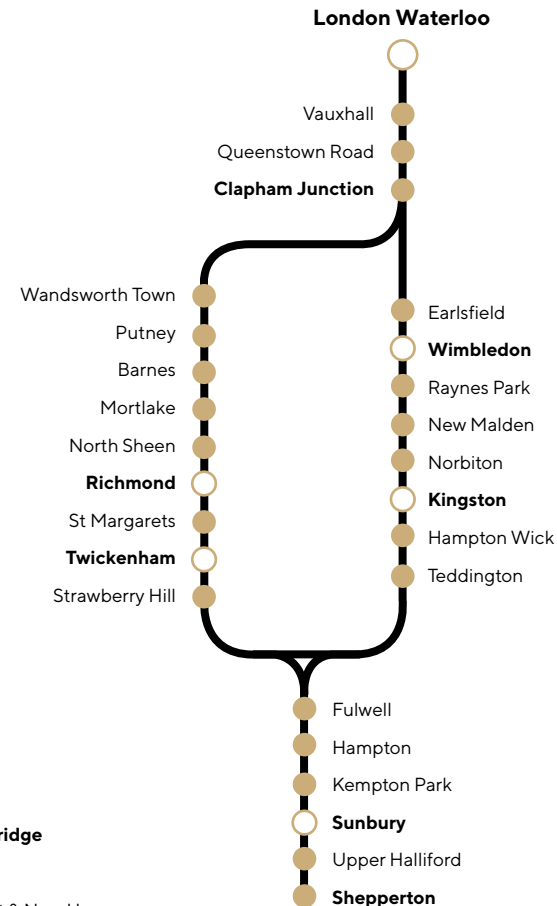 London Waterloo
Vauxhall
Queenstown Road
Clapham Junction
Wandsworth Town
Putney
Barnes
Mortlake
North Sheen
Richmond
St Margarets
Twickenham
Strawberry Hill
Earlsfield
Wimbledon
Raynes Park
New Malden
Norbiton
Kingston
Hampton Wick
Teddington
Fulwell
Hampton
Kempton Park
Sunbury
Upper Halliford
Shepperton
ridge